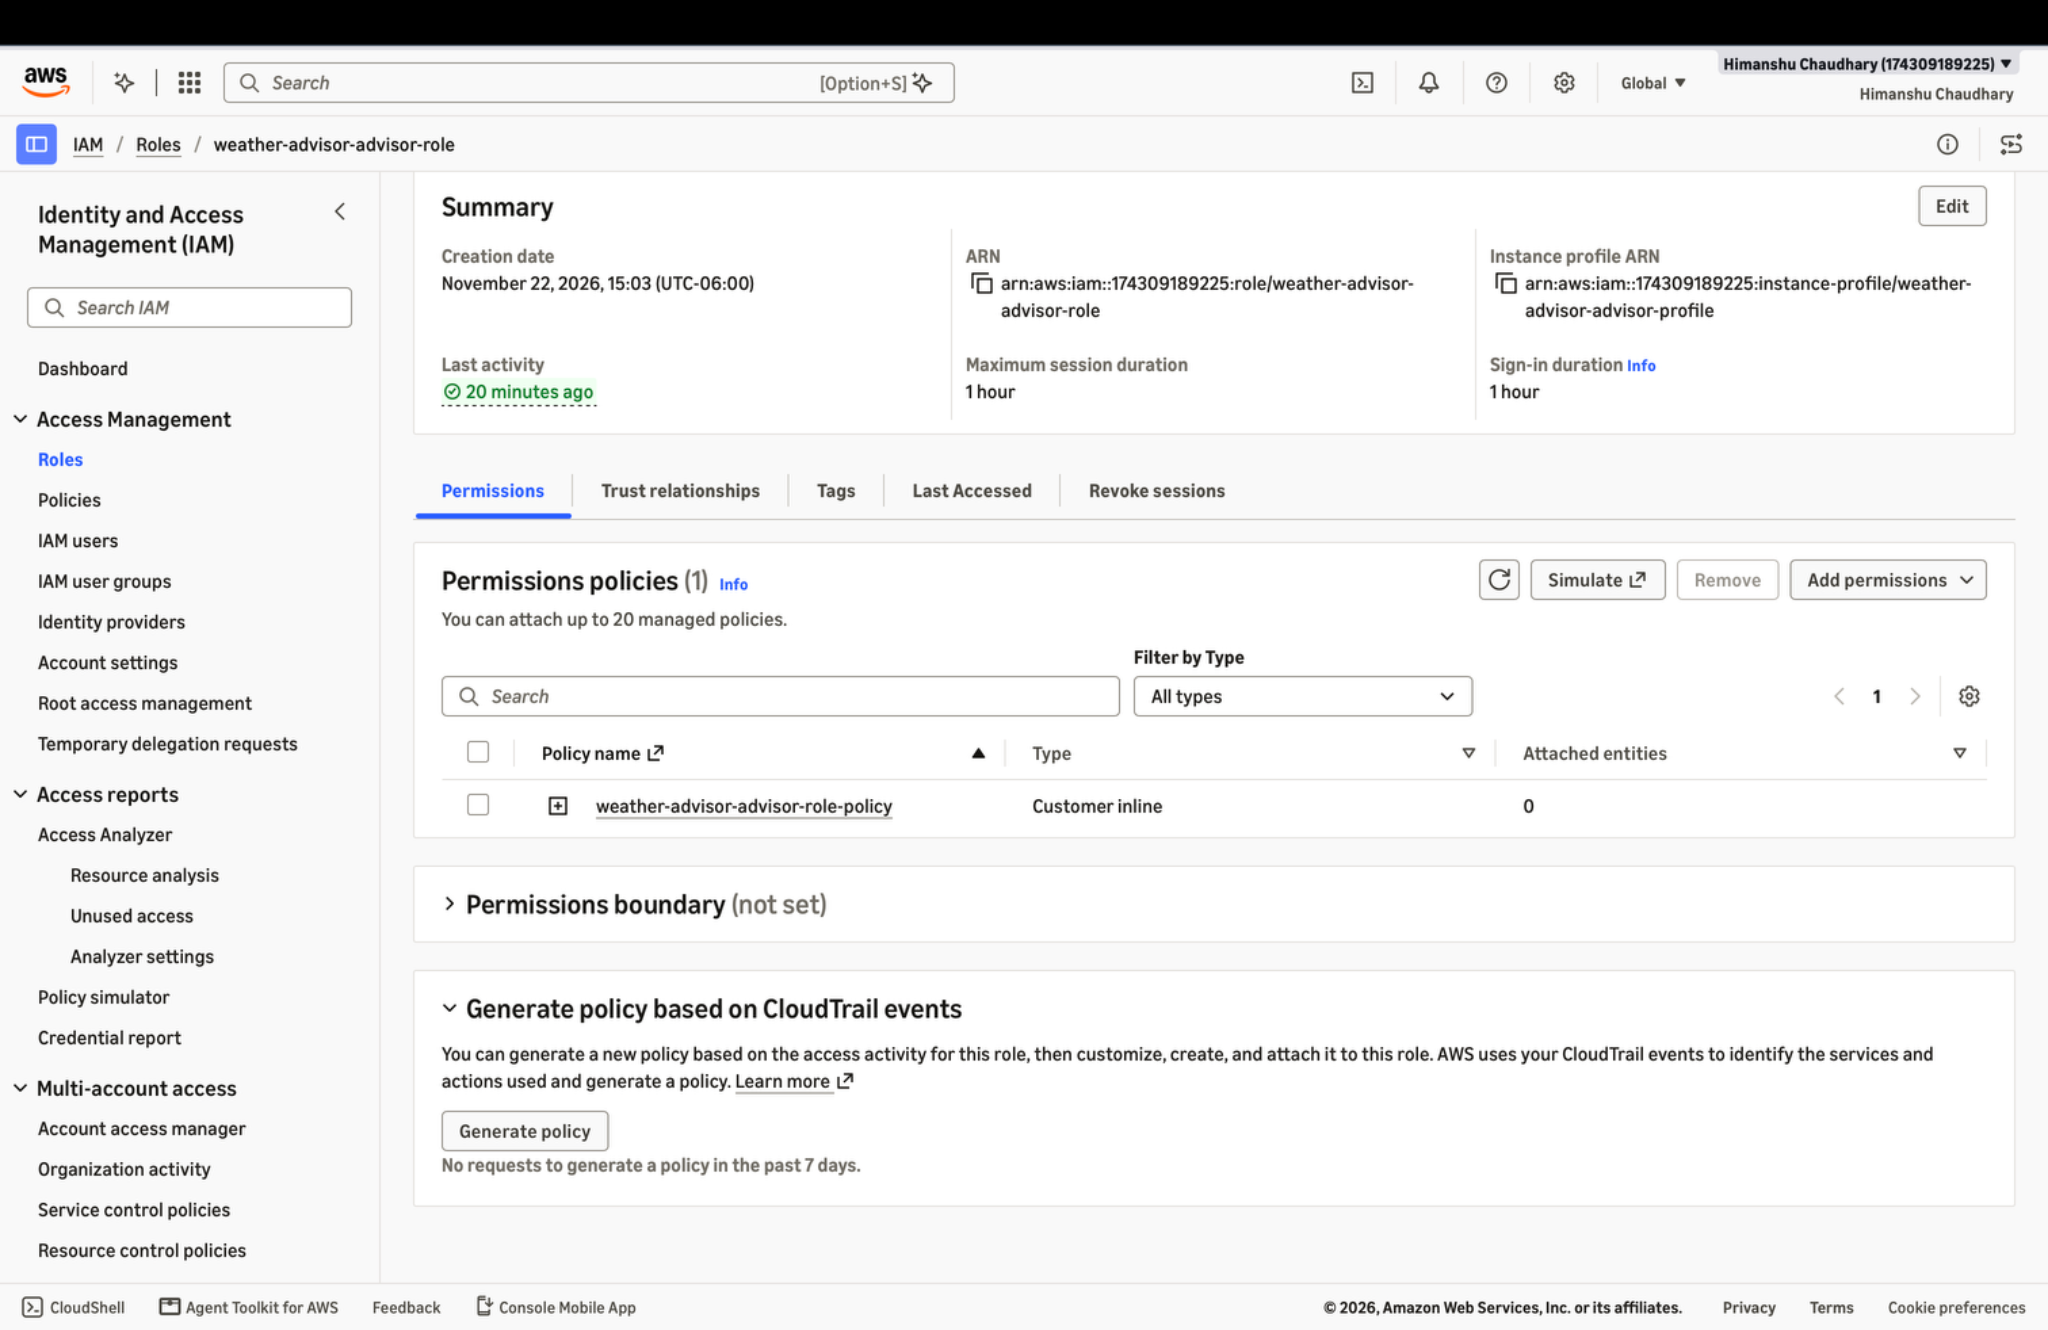 aws
Search [Option+S]
Global
Himanshu Chaudhary (174309189225)
Himanshu Chaudhary
IAM / Roles / weather-advisor-advisor-role
Identity and Access
Management (IAM)
Search IAM
Dashboard
Access Management
Roles
Policies
IAM users
IAM user groups
Identity providers
Account settings
Root access management
Temporary delegation requests
Access reports
Access Analyzer
Resource analysis
Unused access
Analyzer settings
Policy simulator
Credential report
Multi-account access
Account access manager
Organization activity
Service control policies
Resource control policies
Summary
Edit
Creation date
November 22, 2026, 15:03 (UTC-06:00)
ARN
arn:aws:iam::174309189225:role/weather-advisor-
advisor-role
Instance profile ARN
arn:aws:iam::174309189225:instance-profile/weather-
advisor-advisor-profile
Last activity
20 minutes ago
Maximum session duration
1 hour
Sign-in duration Info
1 hour
Permissions Trust relationships Tags Last Accessed Revoke sessions
Permissions policies (1) Info
Simulate Remove Add permissions
You can attach up to 20 managed policies.
Filter by Type
Search All types 1
Policy name Type Attached entities
weather-advisor-advisor-role-policy Customer inline 0
Permissions boundary (not set)
Generate policy based on CloudTrail events
You can generate a new policy based on the access activity for this role, then customize, create, and attach it to this role. AWS uses your CloudTrail events to identify the services and
actions used and generate a policy. Learn more
Generate policy
No requests to generate a policy in the past 7 days.
CloudShell Agent Toolkit for AWS Feedback Console Mobile App © 2026, Amazon Web Services, Inc. or its affiliates. Privacy Terms Cookie preferences